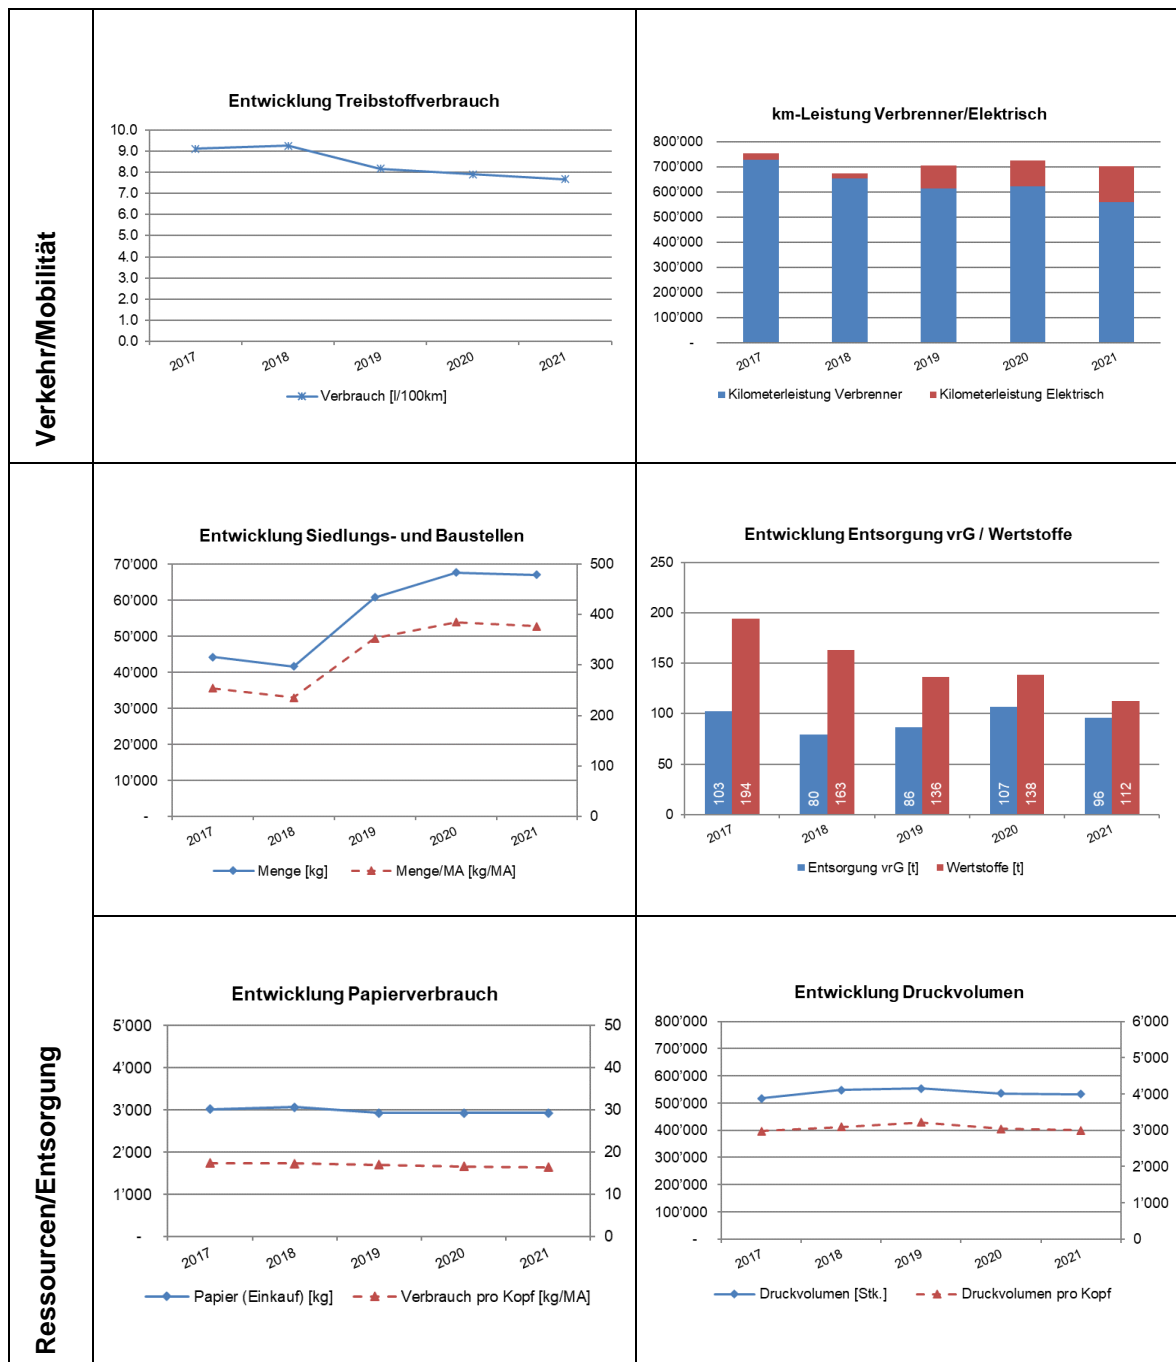 Verkehr/Mobilität
Entwicklung Treibstoffverbrauch
10.0
9.0
8.0
7.0
6.0
5.0
4.0
3.0
2.0
1.0
0.0
2017 2018 2019 2020 2021
Verbrauch [l/100km]
km-Leistung Verbrenner/Elektrisch
800’000
700’000
600’000
500’000
400’000
300’000
200’000
100’000
-
2017 2018 2019 2020 2021
Kilometerleistung Verbrenner Kilometerleistung Elektrisch
Ressourcen/Entsorgung
Entwicklung Siedlungs- und Baustellen
70’000 500
60’000 400
50’000 300
40’000 200
30’000 100
20’000 0
10’000
-
2017 2018 2019 2020 2021
Menge [kg] Menge/MA [kg/MA]
Entwicklung Entsorgung vrG / Wertstoffe
250
200
150
100
50
0
103 194 80 163 86 136 107 138 96 112
2017 2018 2019 2020 2021
Entsorgung vrG [t] Wertstoffe [t]
Entwicklung Papierverbrauch
5’000 50
4’000 40
3’000 30
2’000 20
1’000 10
- 0
2017 2018 2019 2020 2021
Papier (Einkauf) [kg] Verbrauch pro Kopf [kg/MA]
Entwicklung Druckvolumen
800’000 6’000
700’000 5’000
600’000 4’000
500’000 3’000
400’000 2’000
300’000 1’000
200’000 0
100’000
-
2017 2018 2019 2020 2021
Druckvolumen [Stk.] Druckvolumen pro Kopf